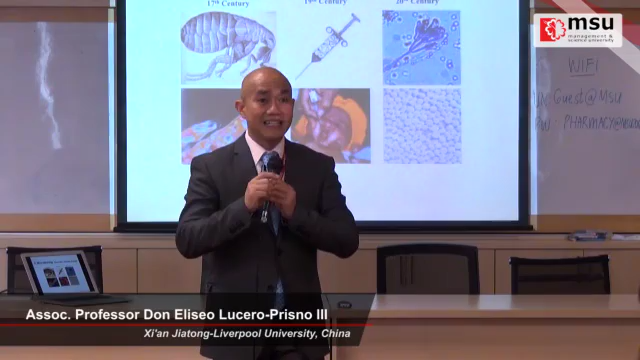 17th Century
19th Century
20th Century
msu
management &
science university
WIFI
Guest@MSU
Assoc. Professor Don Eliseo Lucero-Prisno III
Xi'an Jiatong-Liverpool University, China